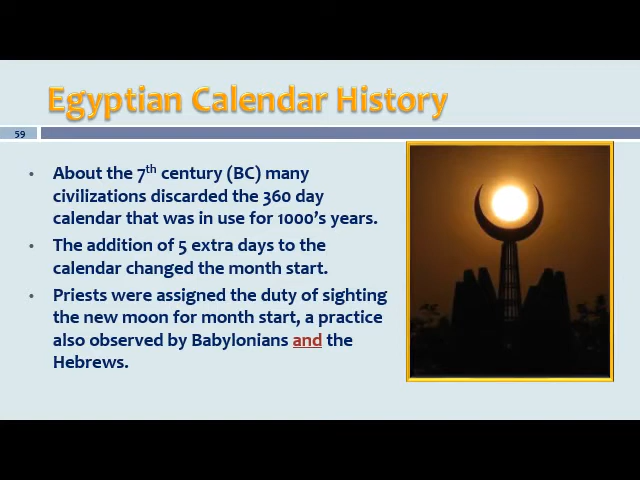 Egyptian Calendar History
59
• About the 7th century (BC) many
civilizations discarded the 360 day
calendar that was in use for 1000's years.
• The addition of 5 extra days to the
calendar changed the month start.
• Priests were assigned the duty of sighting
the new moon for month start, a practice
also observed by Babylonians and the
Hebrews.